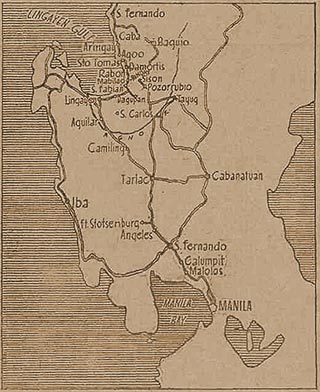 LINGAYEN GULF
S. Fernando
Caba
Baguio
Aringay
Agoo
Sto Tomas
Damortis
Rabon
Mabilao
Sison
S. Fabian
Pozorrubio
Lingayen
Dagupan
Tayug
S. Carlos
Aguilar
AGNO
Camiling
Tarlac
Cabanatuan
Iba
Ft. Stotsenburg
Angeles
S. Fernando
Calumpit
Malolos
MANILA
BAY
MANILA